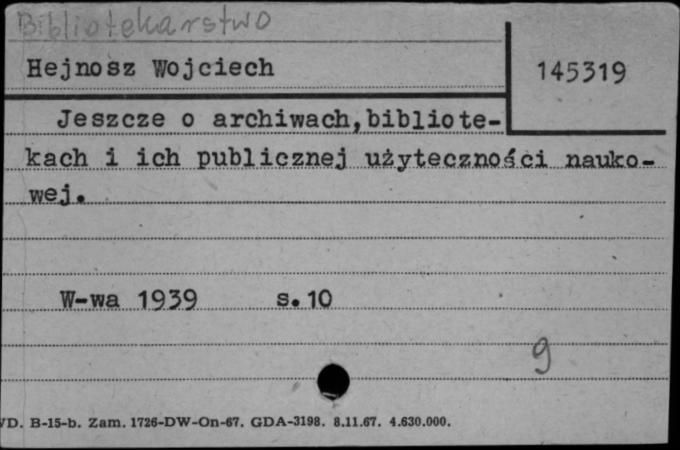 Bibliotekarstwo
Hejnosz Wojciech
145319
Jeszcze o archiwach,bibliote-
kach i ich publicznej użyteczności nauko-
wej.
W-wa 1939 s.10
9
VD. B-15-b. Zam. 1726-DW-On-67. GDA-3198. 8.11.67. 4.630.000.